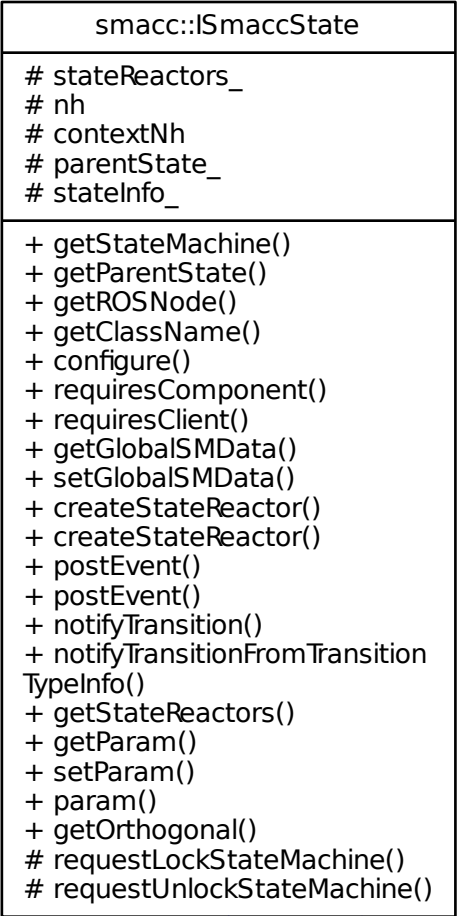 smacc::ISmaccState
# stateReactors_
# nh
# contextNh
# parentState_
# stateInfo_
+ getStateMachine()
+ getParentState()
+ getROSNode()
+ getClassName()
+ configure()
+ requiresComponent()
+ requiresClient()
+ getGlobalSMData()
+ setGlobalSMData()
+ createStateReactor()
+ createStateReactor()
+ postEvent()
+ postEvent()
+ notifyTransition()
+ notifyTransitionFromTransition
TypeInfo()
+ getStateReactors()
+ getParam()
+ setParam()
+ param()
+ getOrthogonal()
# requestLockStateMachine()
# requestUnlockStateMachine()